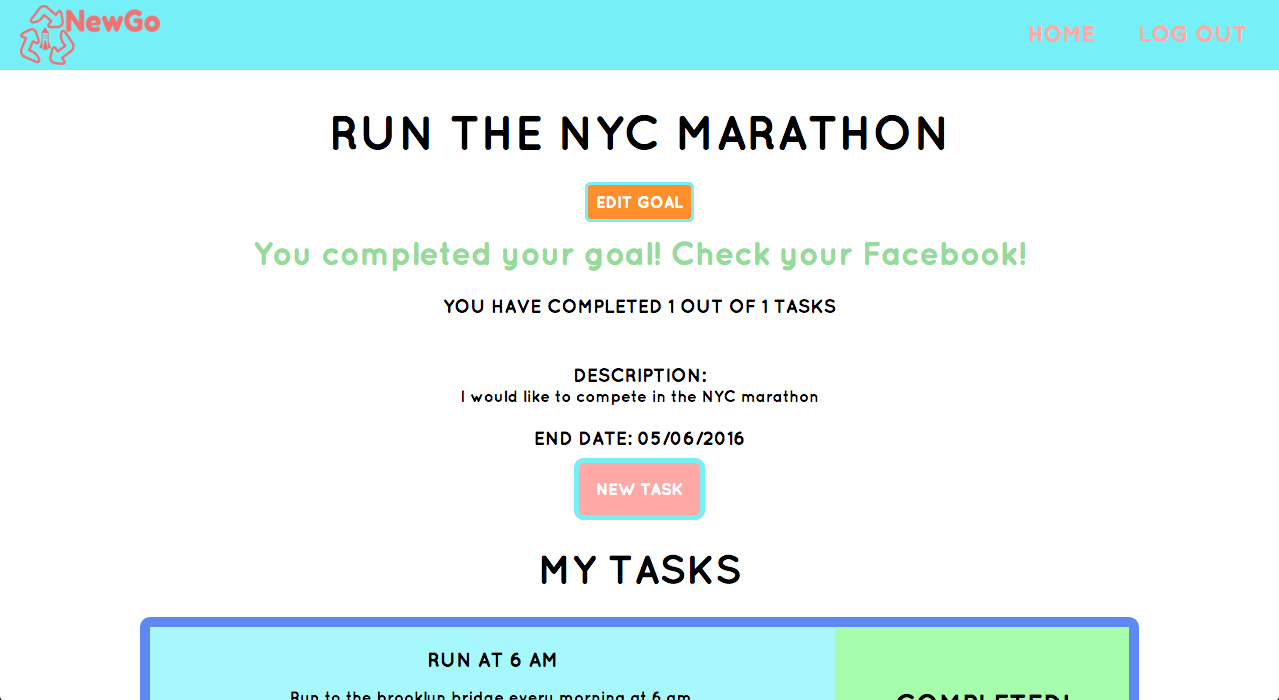 NewGo
HOME
LOG OUT
RUN THE NYC MARATHON
EDIT GOAL
You completed your goal! Check your Facebook!
YOU HAVE COMPLETED 1 OUT OF 1 TASKS
DESCRIPTION:
I would like to compete in the NYC marathon
END DATE: 05/06/2016
NEW TASK
MY TASKS
RUN AT 6 AM
Run to the brooklyn bridge every morning at 6 am
COMPLETED!